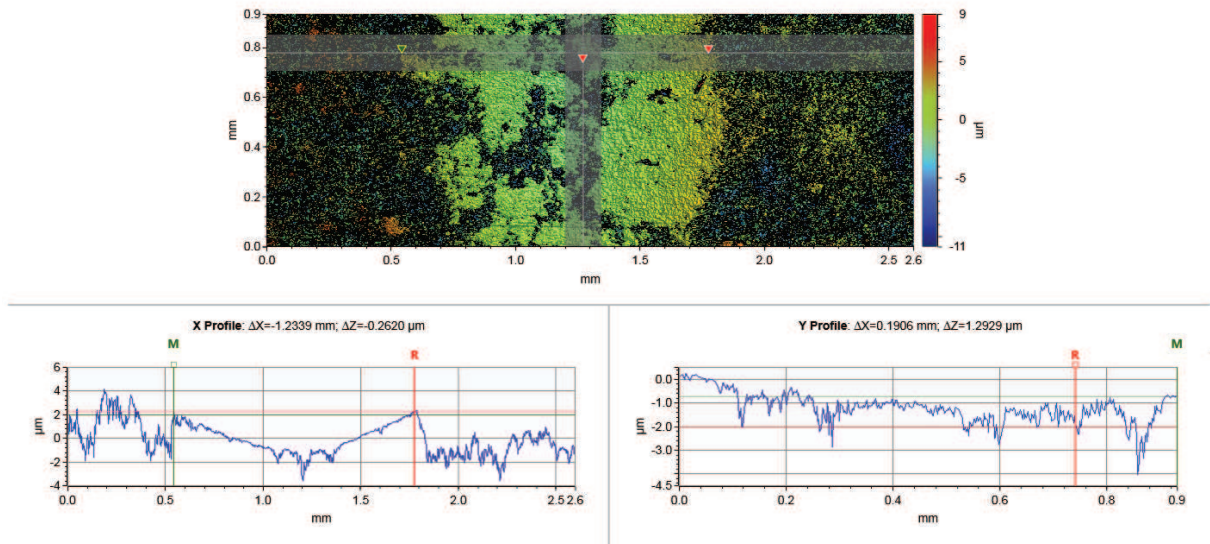 0.9
0.8
0.6
0.4
0.2
0.0
mm
0.0 0.5 1.0 1.5 2.0 2.5 2.6
mm
9
0
-5
-11
µm
X Profile: ΔX=-1.2339 mm; ΔZ=-0.2620 µm
M
R
6
4
2
0
-2
-4
µm
0.0 0.5 1.0 1.5 2.0 2.5 2.6
mm
Y Profile: ΔX=0.1906 mm; ΔZ=1.2929 µm
R
M
0.0
-1.0
-2.0
-3.0
-4.5
µm
0.0 0.2 0.4 0.6 0.8 0.9
mm